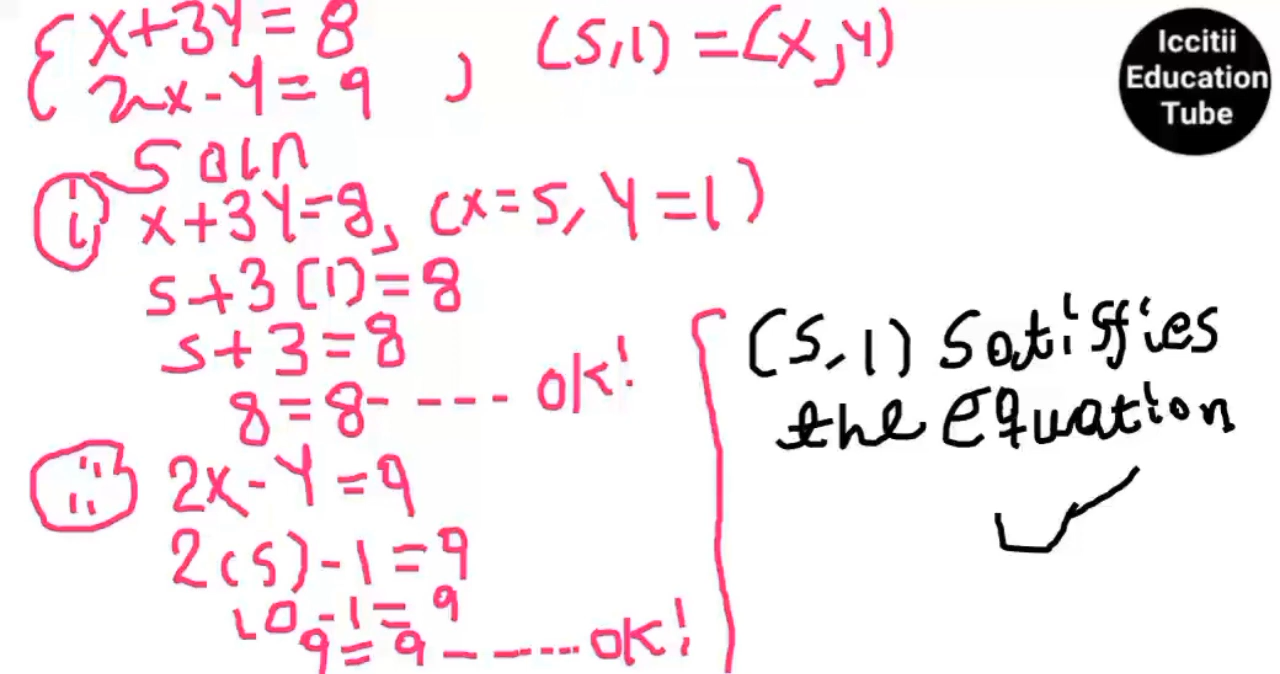 x+3y=8
2x-y=9 , (5,1)=(x,y)
Soln
i x+3y=8, (x=5, y=1)
5+3(1)=8
5+3=8
8=8- - - - ok!
ii 2x-y=9
2(5)-1=9
10-1=9
9=9 - - - - - - - ok!
(5,1) Satisffies
the Equation
Iccitii
Education
Tube